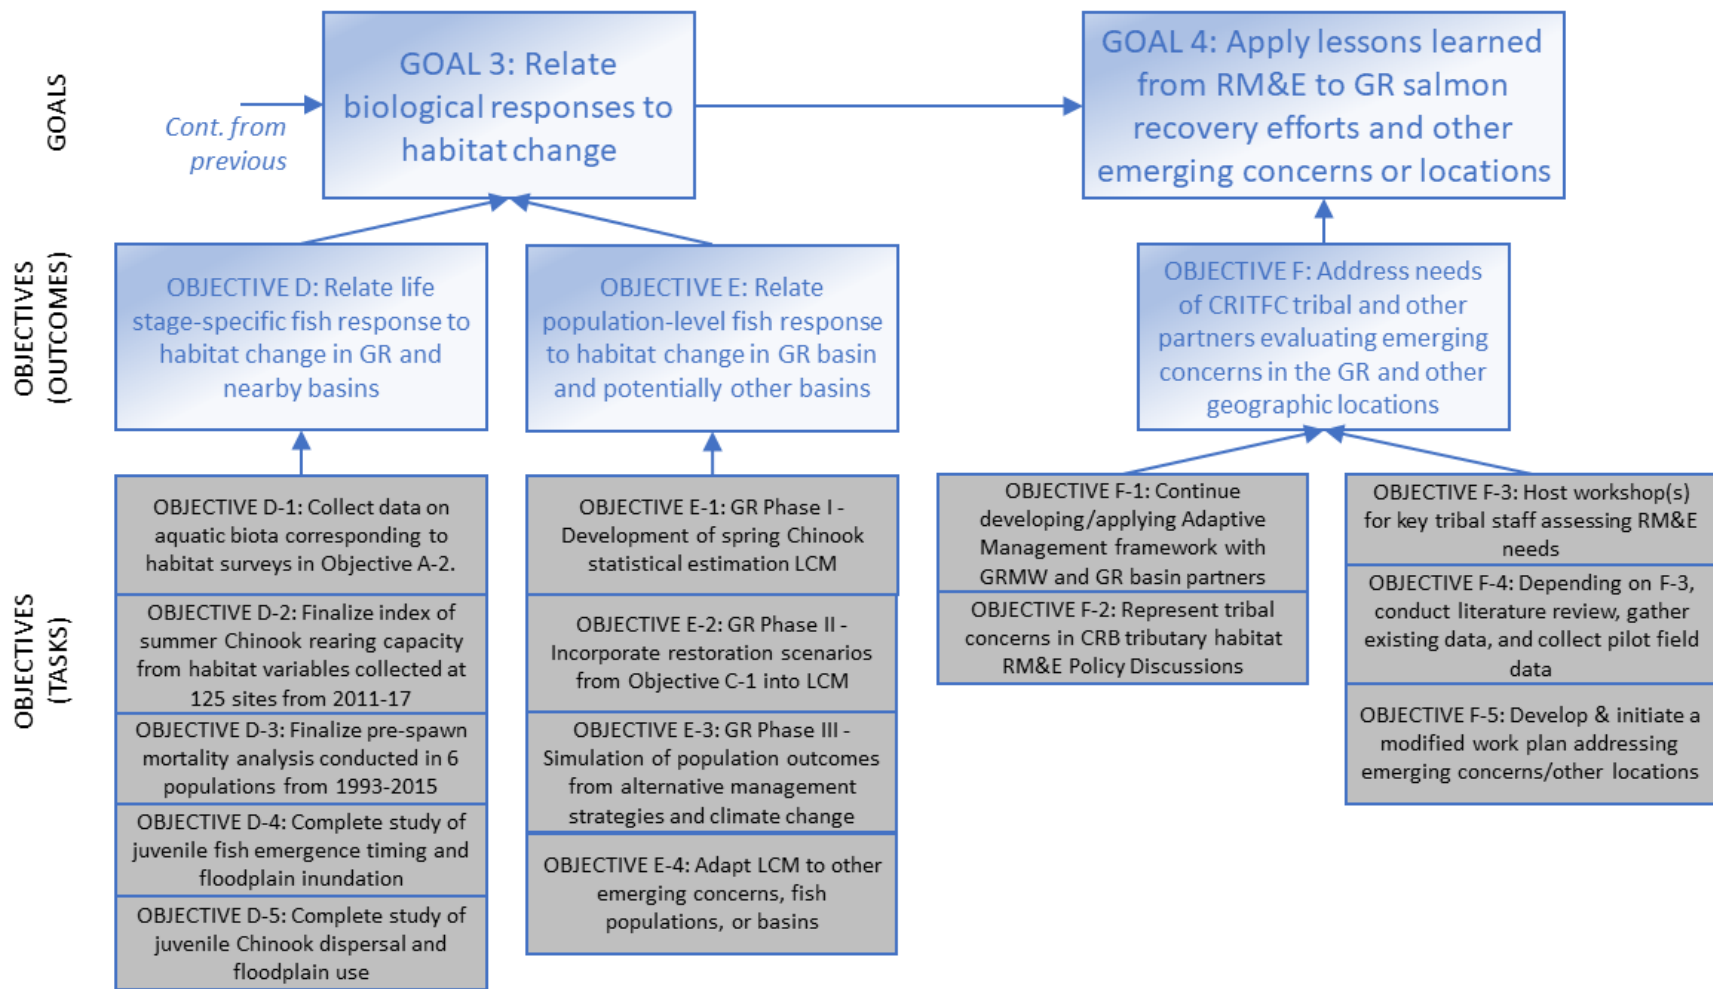 GOALS
Cont. from
previous
GOAL 3: Relate
biological responses to
habitat change
GOAL 4: Apply lessons learned
from RM&E to GR salmon
recovery efforts and other
emerging concerns or locations
OBJECTIVES
(OUTCOMES)
OBJECTIVE D: Relate life
stage-specific fish response to
habitat change in GR and
nearby basins
OBJECTIVE E: Relate
population-level fish response
to habitat change in GR basin
and potentially other basins
OBJECTIVE F: Address needs
of CRITFC tribal and other
partners evaluating emerging
concerns in the GR and other
geographic locations
OBJECTIVES
(TASKS)
OBJECTIVE D-1: Collect data on
aquatic biota corresponding to
habitat surveys in Objective A-2.
OBJECTIVE D-2: Finalize index of
summer Chinook rearing capacity
from habitat variables collected at
125 sites from 2011-17
OBJECTIVE D-3: Finalize pre-spawn
mortality analysis conducted in 6
populations from 1993-2015
OBJECTIVE D-4: Complete study of
juvenile fish emergence timing and
floodplain inundation
OBJECTIVE D-5: Complete study of
juvenile Chinook dispersal and
floodplain use
OBJECTIVE E-1: GR Phase I -
Development of spring Chinook
statistical estimation LCM
OBJECTIVE E-2: GR Phase II -
Incorporate restoration scenarios
from Objective C-1 into LCM
OBJECTIVE E-3: GR Phase III -
Simulation of population outcomes
from alternative management
strategies and climate change
OBJECTIVE E-4: Adapt LCM to other
emerging concerns, fish
populations, or basins
OBJECTIVE F-1: Continue
developing/applying Adaptive
Management framework with
GRMW and GR basin partners
OBJECTIVE F-2: Represent tribal
concerns in CRB tributary habitat
RM&E Policy Discussions
OBJECTIVE F-3: Host workshop(s)
for key tribal staff assessing RM&E
needs
OBJECTIVE F-4: Depending on F-3,
conduct literature review, gather
existing data, and collect pilot field
data
OBJECTIVE F-5: Develop & initiate a
modified work plan addressing
emerging concerns/other locations